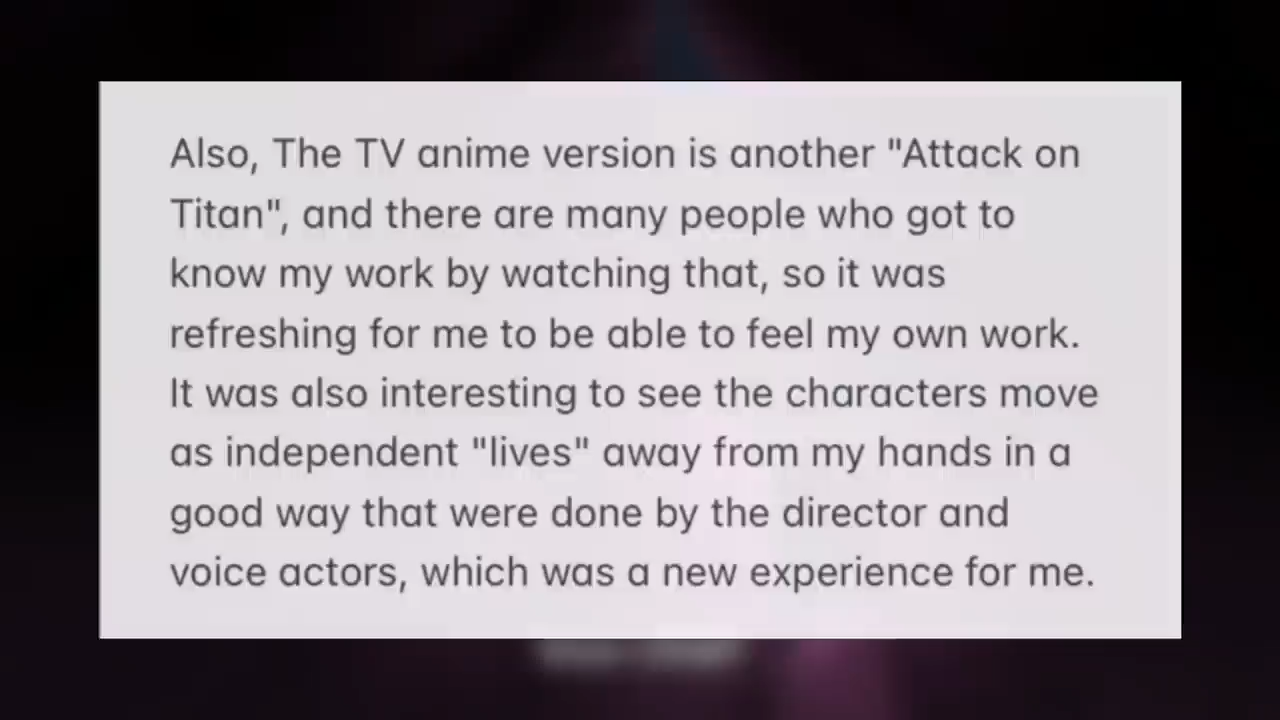 Also, The TV anime version is another "Attack on
Titan", and there are many people who got to
know my work by watching that, so it was
refreshing for me to be able to feel my own work.
It was also interesting to see the characters move
as independent "lives" away from my hands in a
good way that were done by the director and
voice actors, which was a new experience for me.